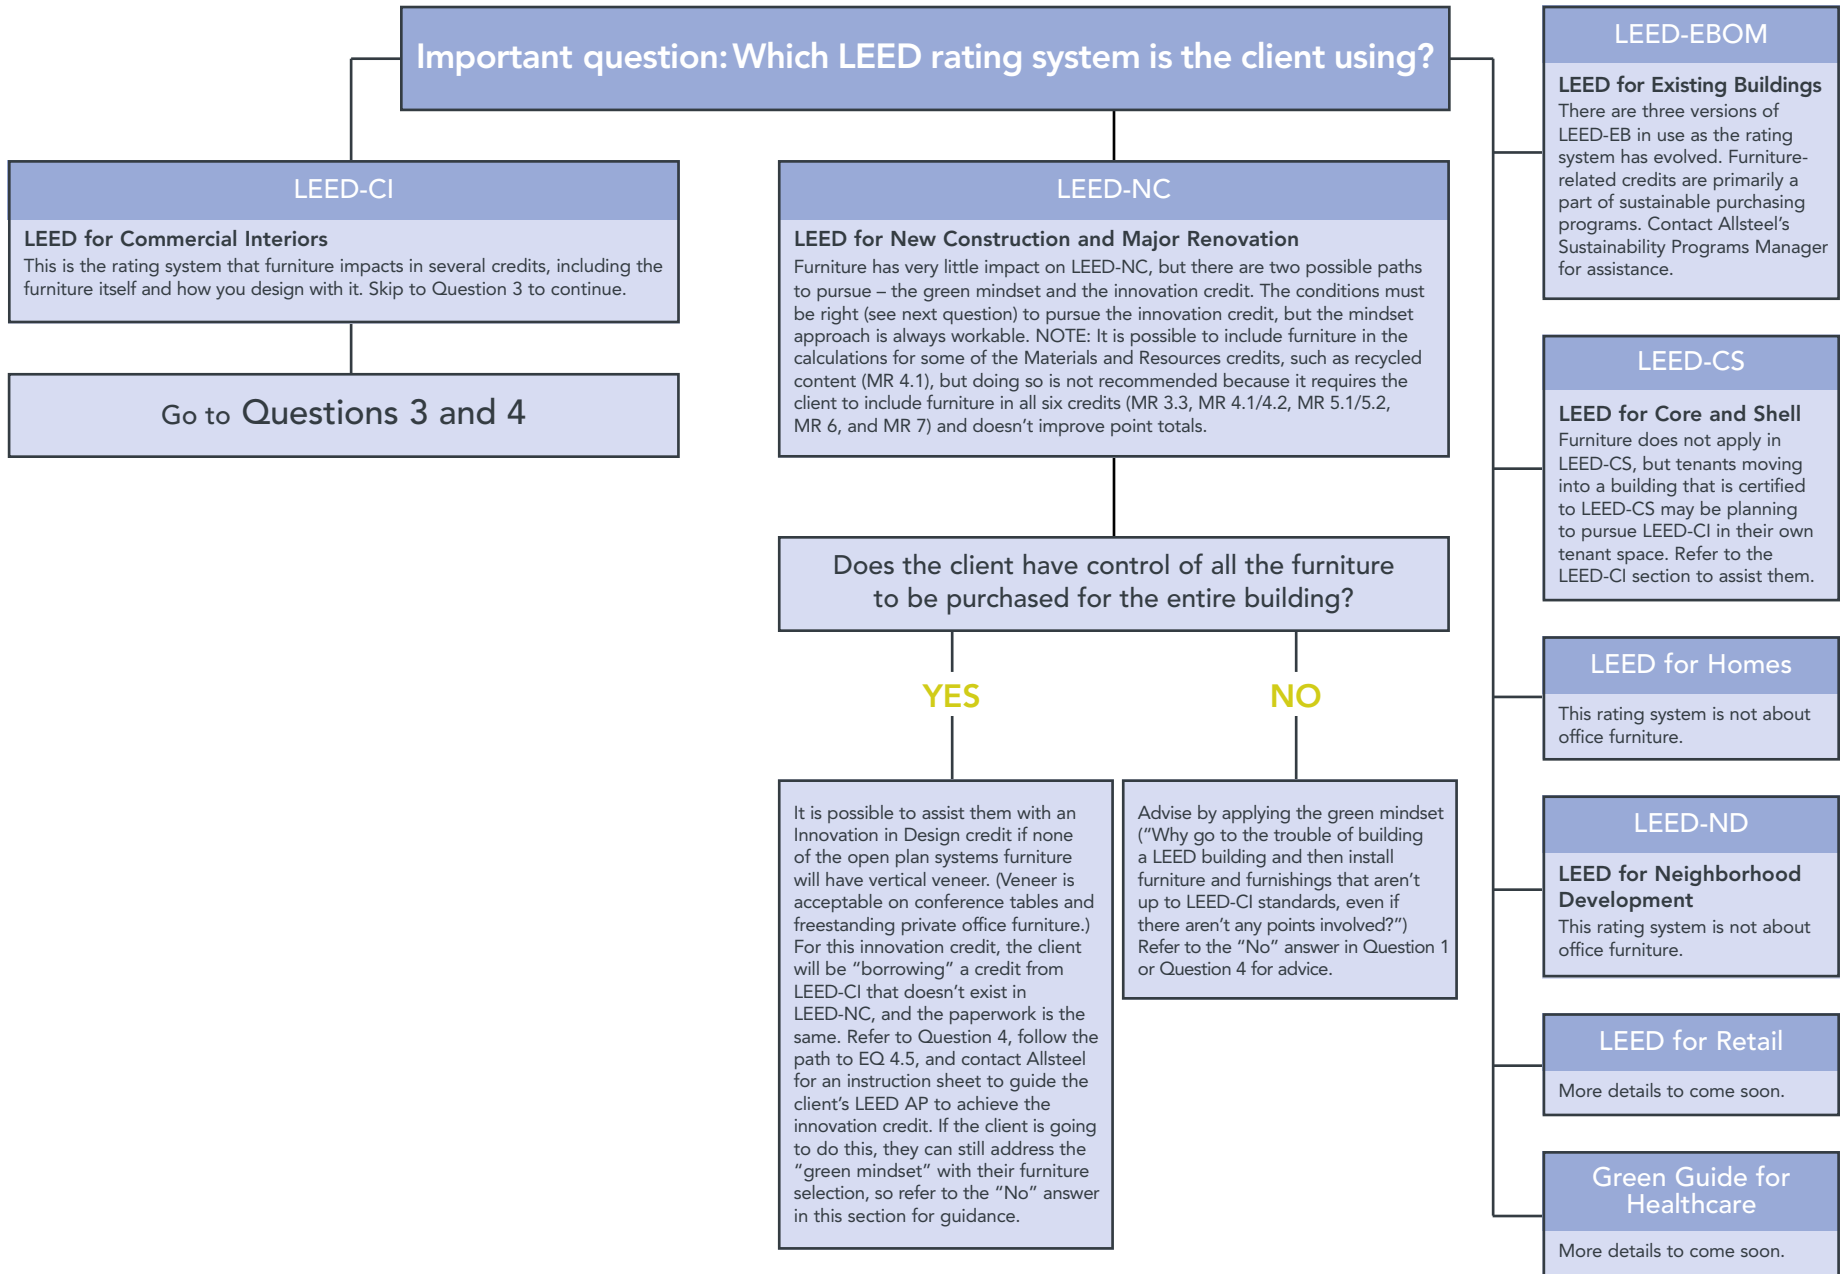 Important question: Which LEED rating system is the client using?
LEED-CI
LEED for Commercial Interiors
This is the rating system that furniture impacts in several credits, including the
furniture itself and how you design with it. Skip to Question 3 to continue.
Go to Questions 3 and 4
LEED-NC
LEED for New Construction and Major Renovation
Furniture has very little impact on LEED-NC, but there are two possible paths
to pursue – the green mindset and the innovation credit. The conditions must
be right (see next question) to pursue the innovation credit, but the mindset
approach is always workable. NOTE: It is possible to include furniture in the
calculations for some of the Materials and Resources credits, such as recycled
content (MR 4.1), but doing so is not recommended because it requires the
client to include furniture in all six credits (MR 3.3, MR 4.1/4.2, MR 5.1/5.2,
MR 6, and MR 7) and doesn’t improve point totals.
Does the client have control of all the furniture
to be purchased for the entire building?
YES
It is possible to assist them with an
Innovation in Design credit if none
of the open plan systems furniture
will have vertical veneer. (Veneer is
acceptable on conference tables and
freestanding private office furniture.)
For this innovation credit, the client
will be “borrowing” a credit from
LEED-CI that doesn’t exist in
LEED-NC, and the paperwork is the
same. Refer to Question 4, follow the
path to EQ 4.5, and contact Allsteel
for an instruction sheet to guide the
client’s LEED AP to achieve the
innovation credit. If the client is going
to do this, they can still address the
“green mindset” with their furniture
selection, so refer to the “No” answer
in this section for guidance.
NO
Advise by applying the green mindset
(“Why go to the trouble of building
a LEED building and then install
furniture and furnishings that aren’t
up to LEED-CI standards, even if
there aren’t any points involved?”)
Refer to the “No” answer in Question 1
or Question 4 for advice.
LEED-EBOM
LEED for Existing Buildings
There are three versions of
LEED-EB in use as the rating
system has evolved. Furniture-
related credits are primarily a
part of sustainable purchasing
programs. Contact Allsteel’s
Sustainability Programs Manager
for assistance.
LEED-CS
LEED for Core and Shell
Furniture does not apply in
LEED-CS, but tenants moving
into a building that is certified
to LEED-CS may be planning
to pursue LEED-CI in their own
tenant space. Refer to the
LEED-CI section to assist them.
LEED for Homes
This rating system is not about
office furniture.
LEED-ND
LEED for Neighborhood
Development
This rating system is not about
office furniture.
LEED for Retail
More details to come soon.
Green Guide for
Healthcare
More details to come soon.